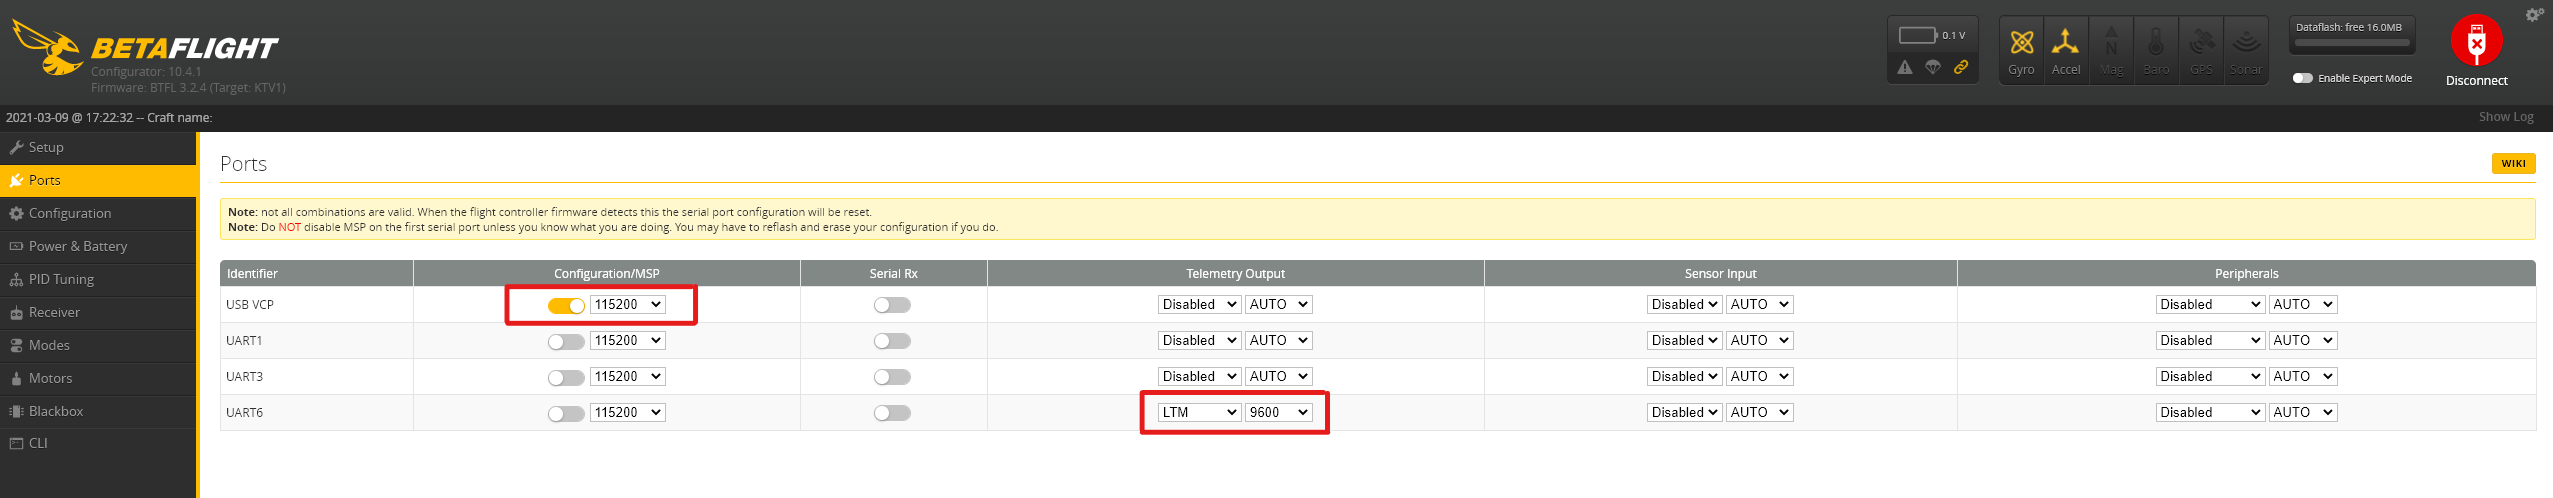 BETAFLIGHT
Configurator: 10.4.1
Firmware: BTFL 3.2.4 (Target: KTV1)
0.1 V
Gyro Accel Mag Baro GPS Sonar
Dataflash: free 16.0MB
Enable Expert Mode
Disconnect
2021-03-09 @ 17:22:32 -- Craft name:
Show Log
Setup
Ports
Configuration
Power & Battery
PID Tuning
Receiver
Modes
Motors
Blackbox
CLI
Ports
WIKI
Note: not all combinations are valid. When the flight controller firmware detects this the serial port configuration will be reset.
Note: Do NOT disable MSP on the first serial port unless you know what you are doing. You may have to reflash and erase your configuration if you do.
Identifier Configuration/MSP Serial Rx Telemetry Output Sensor Input Peripherals
USB VCP 115200 Disabled AUTO Disabled AUTO Disabled AUTO
UART1 115200 Disabled AUTO Disabled AUTO Disabled AUTO
UART3 115200 Disabled AUTO Disabled AUTO Disabled AUTO
UART6 115200 LTM 9600 Disabled AUTO Disabled AUTO